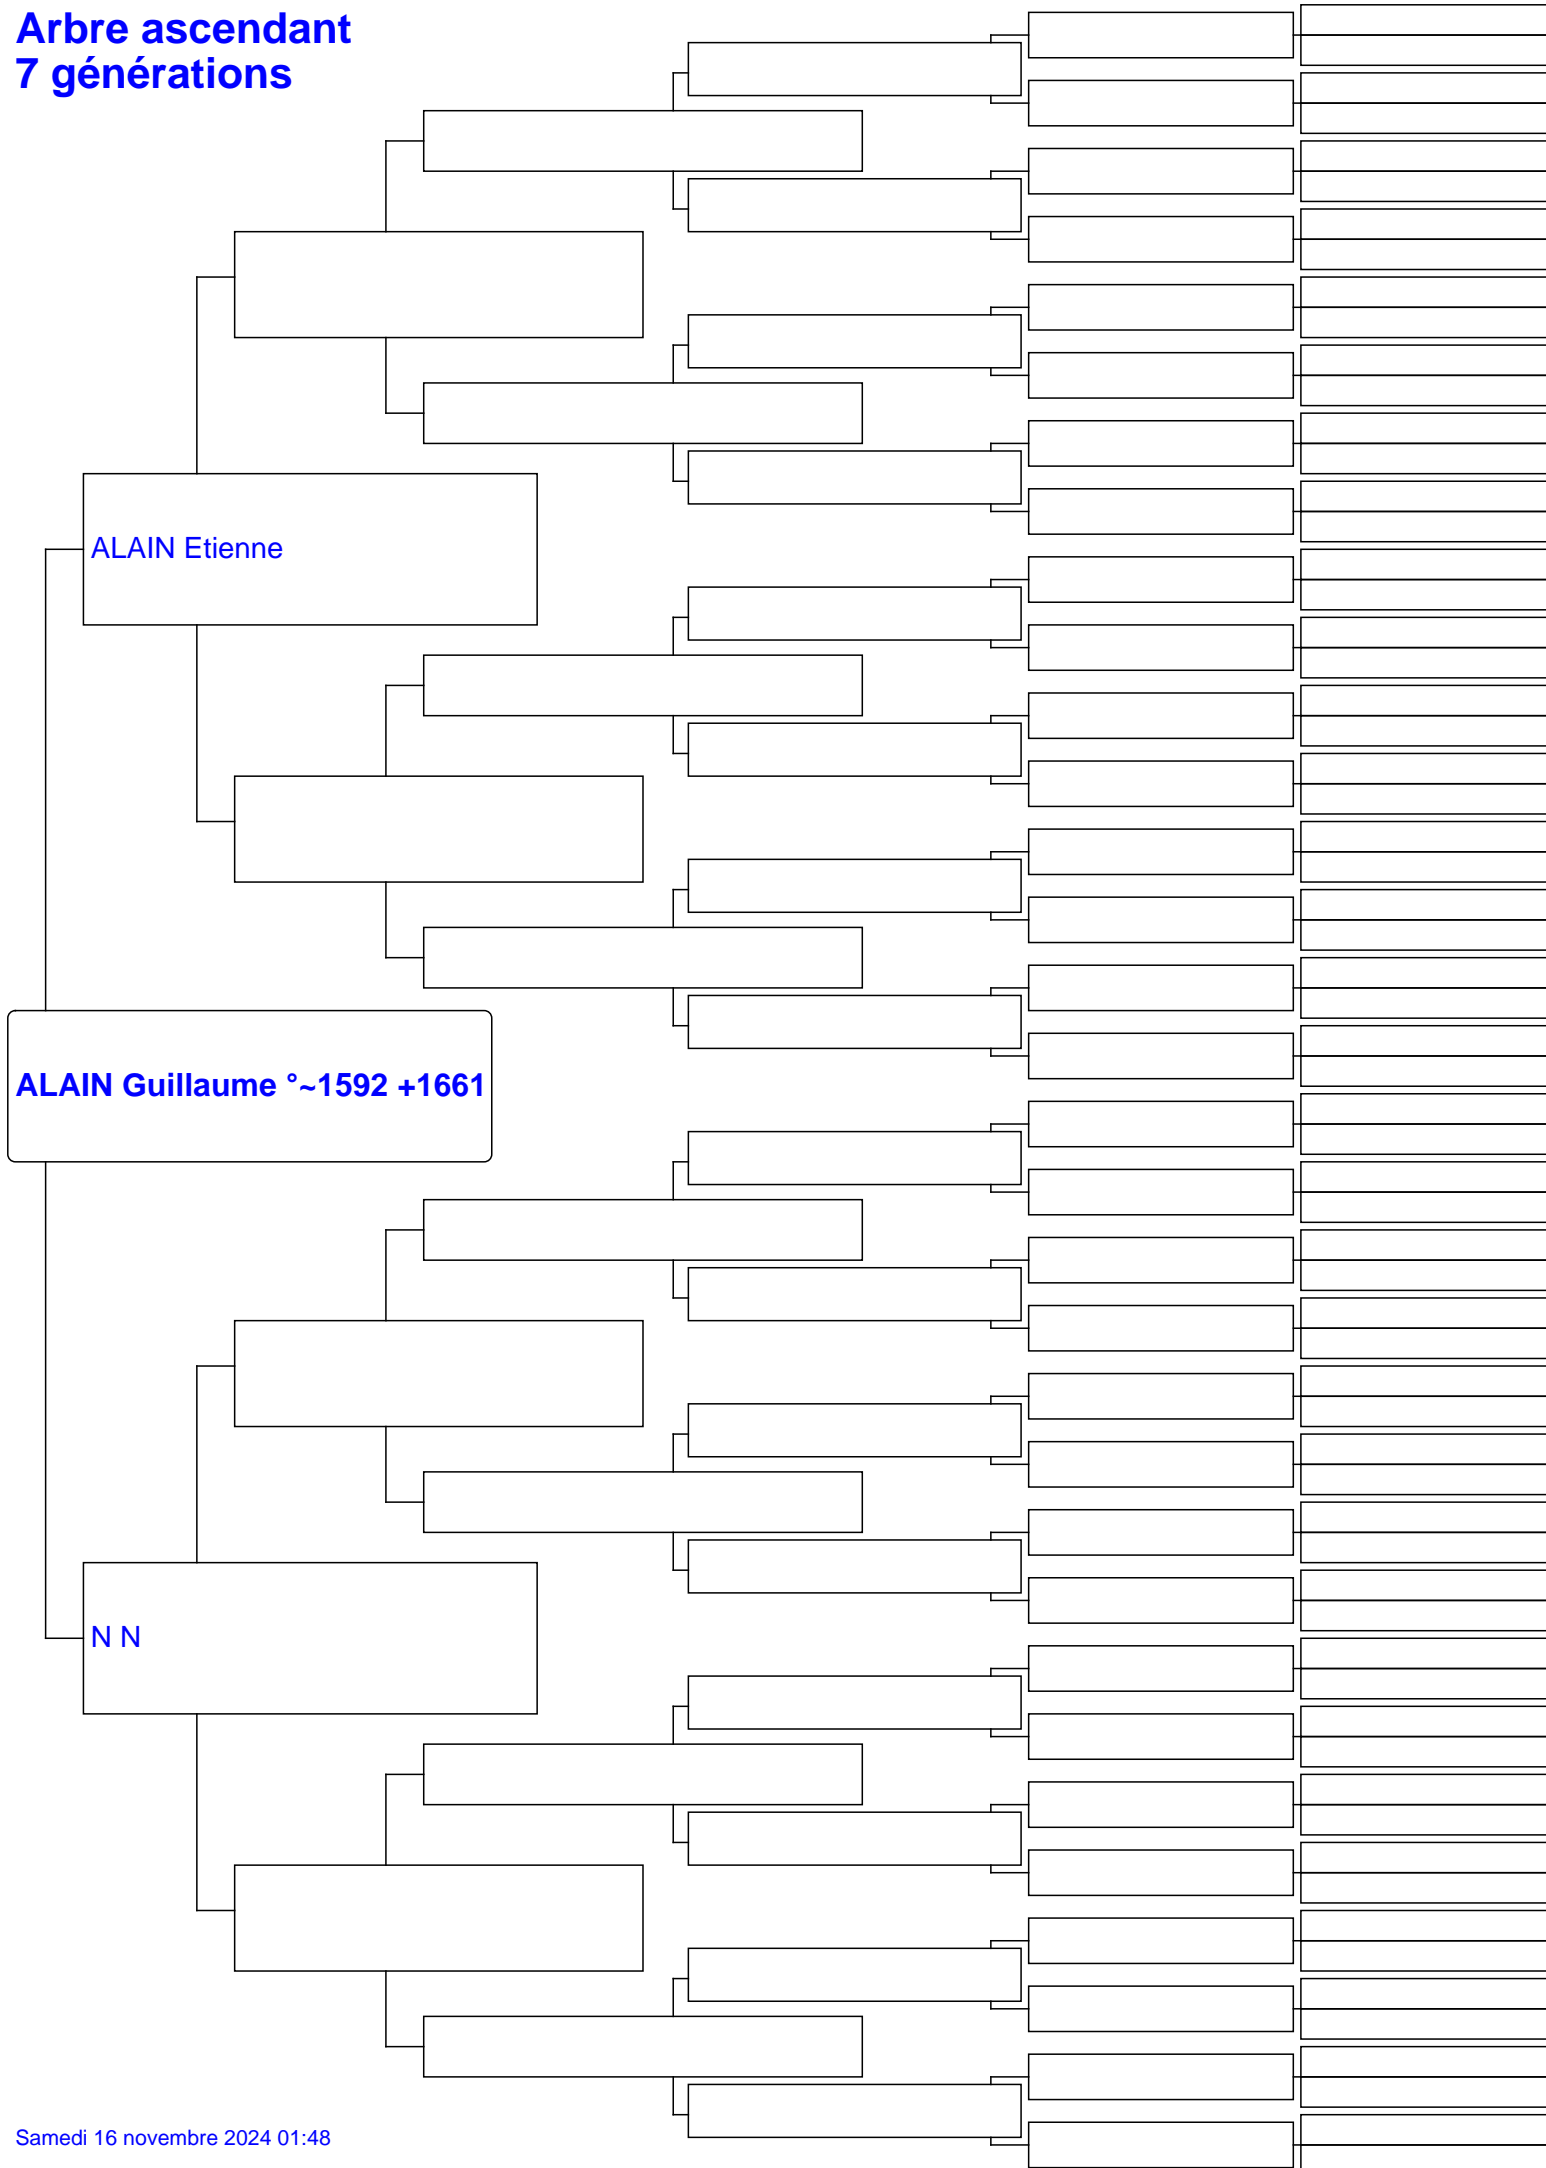 Arbre ascendant
7 générations
ALAIN Etienne
ALAIN Guillaume °~1592 +1661
N N
Samedi 16 novembre 2024 01:48